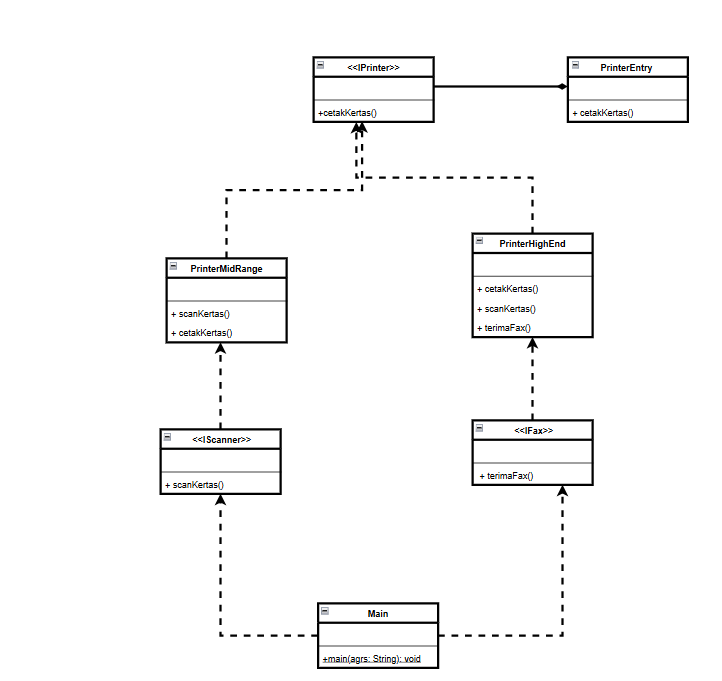 <<IPrinter>>
+cetakKertas()
PrinterEntry
+ cetakKertas()
PrinterMidRange
+ scanKertas()
+ cetakKertas()
PrinterHighEnd
+ cetakKertas()
+ scanKertas()
+ terimaFax()
<<IScanner>>
+ scanKertas()
<<IFax>>
+ terimaFax()
Main
+main(agrs: String): void